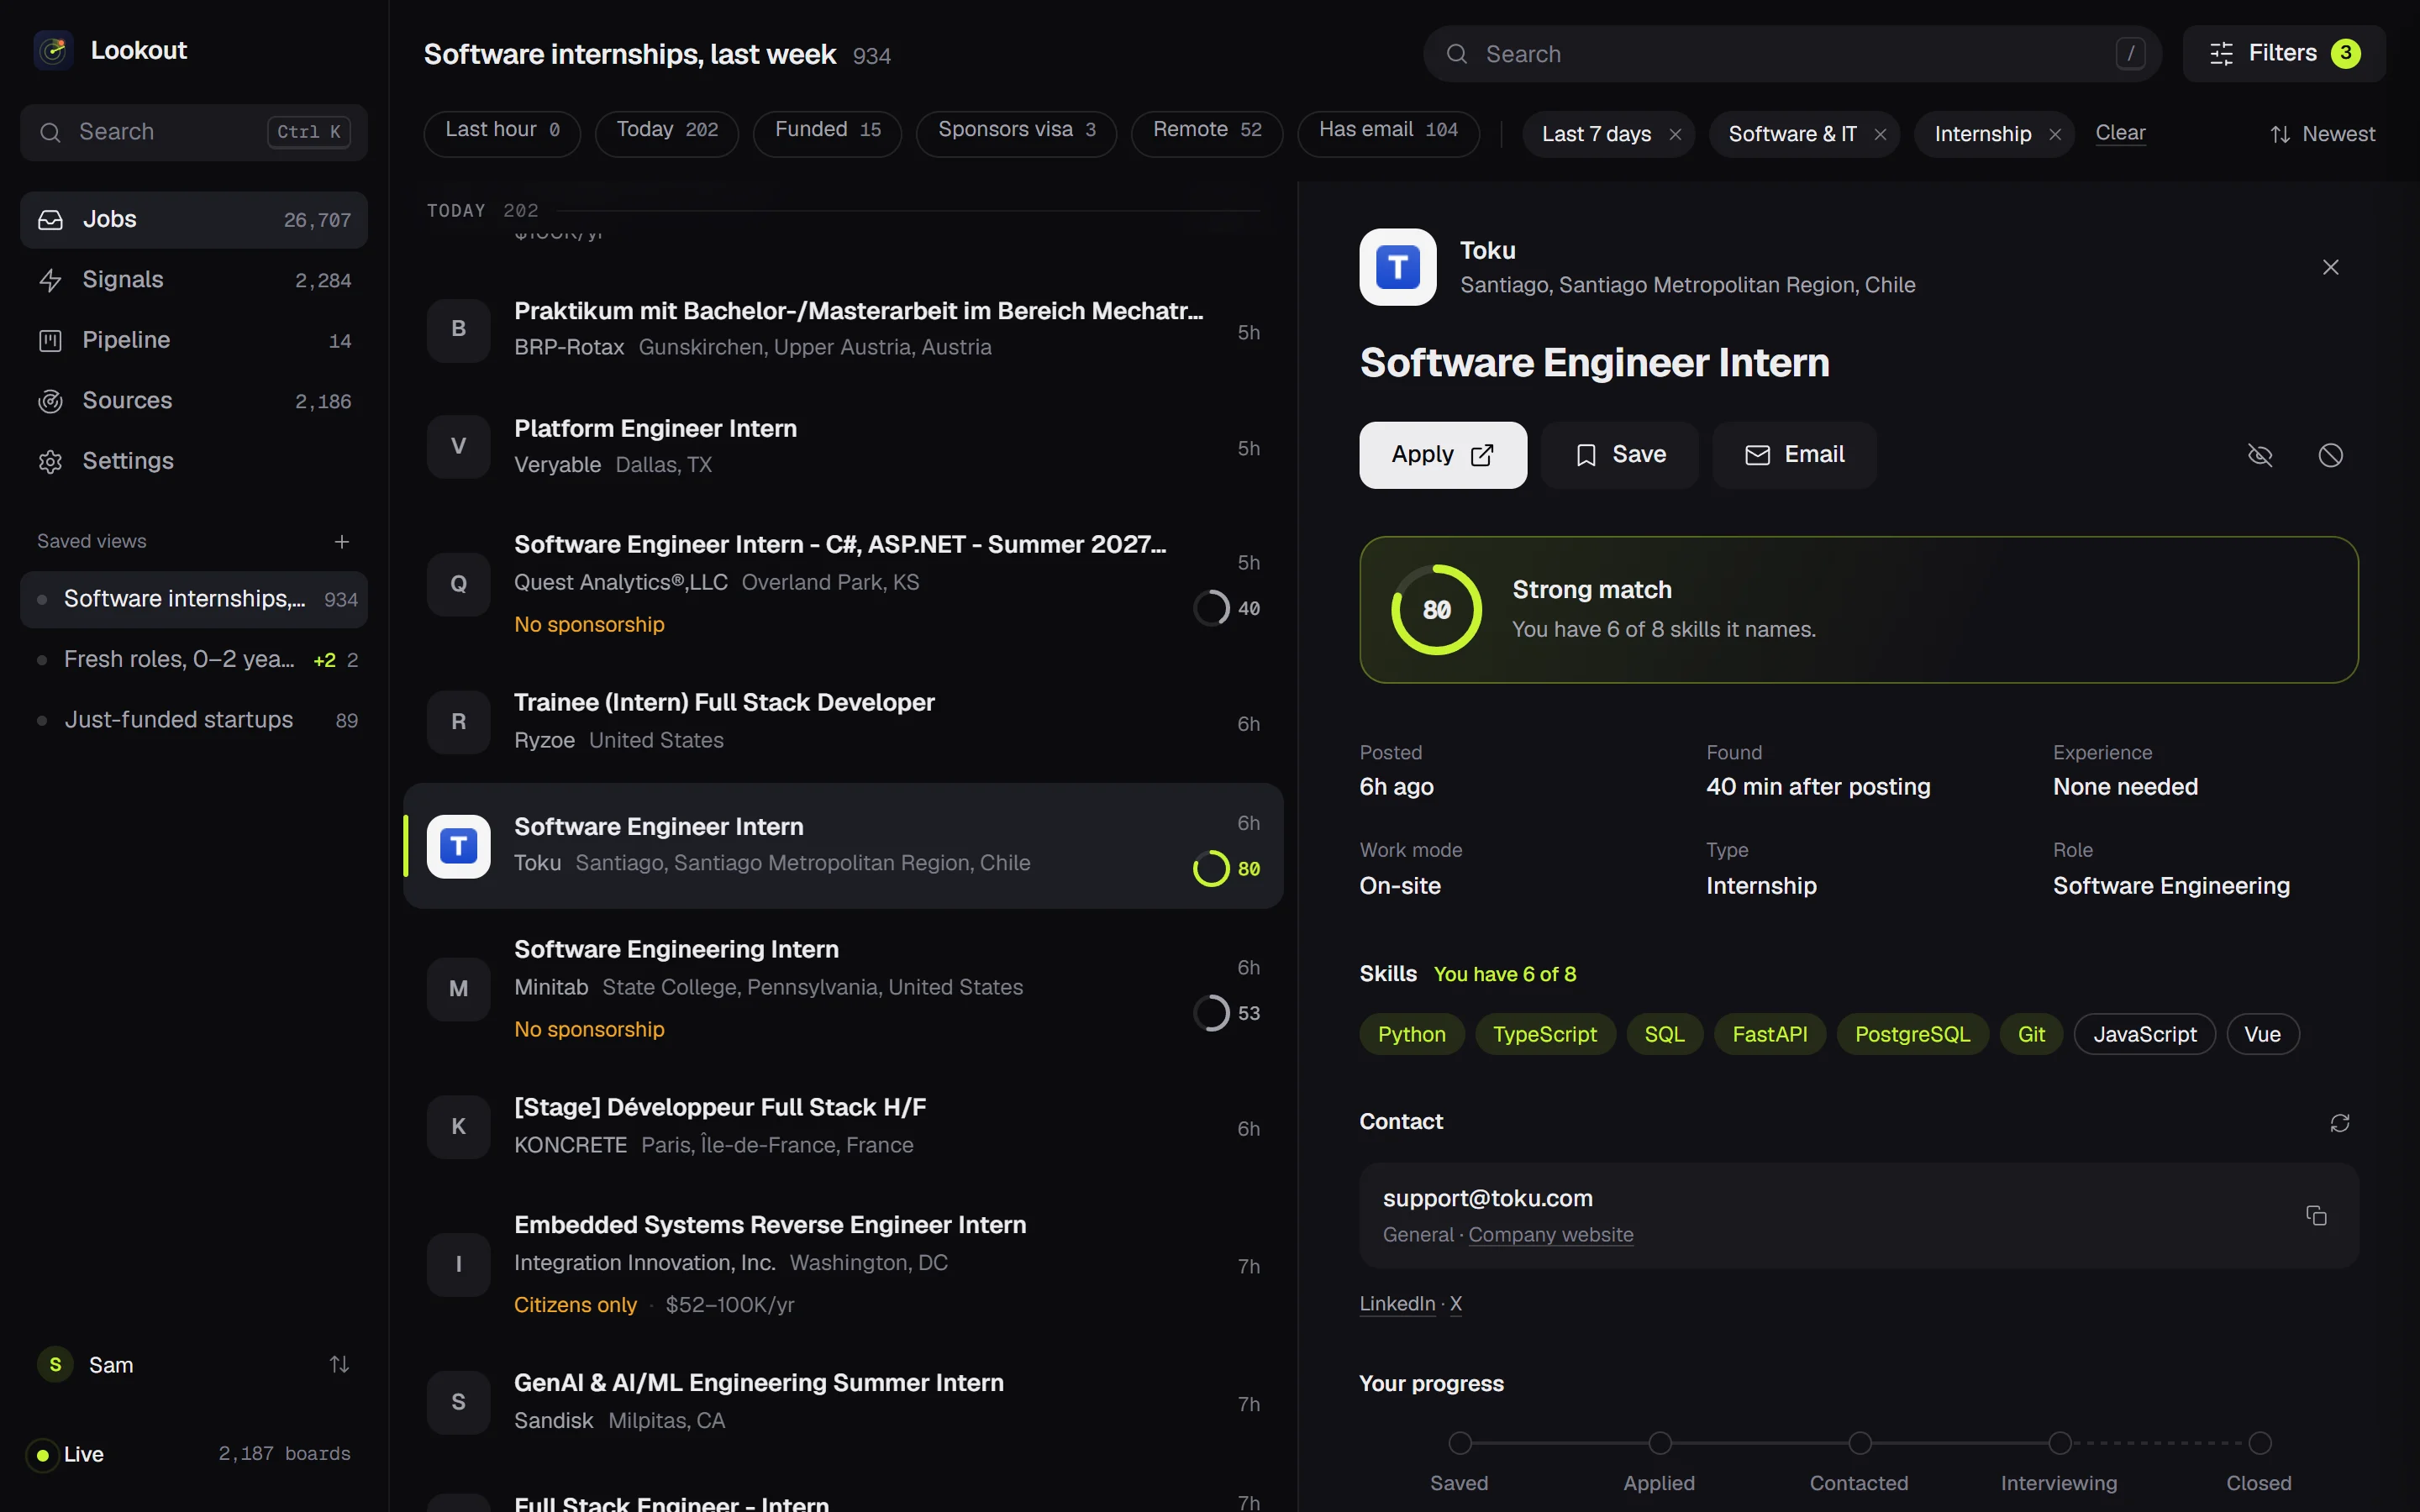 Lookout
Search Ctrl K
Jobs 26,707
Signals 2,284
Pipeline 14
Sources 2,186
Settings
Saved views
Software internships,... 934
Fresh roles, 0–2 yea... +2 2
Just-funded startups 89
S Sam
Live 2,187 boards
Software internships, last week 934
Search /
Filters 3
Last hour 0 Today 202 Funded 15 Sponsors visa 3 Remote 52 Has email 104 Last 7 days Software & IT Internship Clear Newest
TODAY 202
$100K/yr
B
Praktikum mit Bachelor-/Masterarbeit im Bereich Mechatr...
BRP-Rotax Gunskirchen, Upper Austria, Austria
5h
V
Platform Engineer Intern
Veryable Dallas, TX
5h
Q
Software Engineer Intern - C#, ASP.NET - Summer 2027...
Quest Analytics®,LLC Overland Park, KS
No sponsorship
5h
40
R
Trainee (Intern) Full Stack Developer
Ryzoe United States
6h
T
Software Engineer Intern
Toku Santiago, Santiago Metropolitan Region, Chile
6h
80
M
Software Engineering Intern
Minitab State College, Pennsylvania, United States
No sponsorship
6h
53
K
[Stage] Développeur Full Stack H/F
KONCRETE Paris, Île-de-France, France
6h
I
Embedded Systems Reverse Engineer Intern
Integration Innovation, Inc. Washington, DC
Citizens only · $52–100K/yr
7h
S
GenAI & AI/ML Engineering Summer Intern
Sandisk Milpitas, CA
7h
Full Stack Engineer - Intern
7h
T
Toku
Santiago, Santiago Metropolitan Region, Chile
Software Engineer Intern
Apply Save Email
80
Strong match
You have 6 of 8 skills it names.
Posted Found Experience
6h ago 40 min after posting None needed
Work mode Type Role
On-site Internship Software Engineering
Skills You have 6 of 8
Python TypeScript SQL FastAPI PostgreSQL Git JavaScript Vue
Contact
support@toku.com
General · Company website
LinkedIn · X
Your progress
Saved Applied Contacted Interviewing Closed